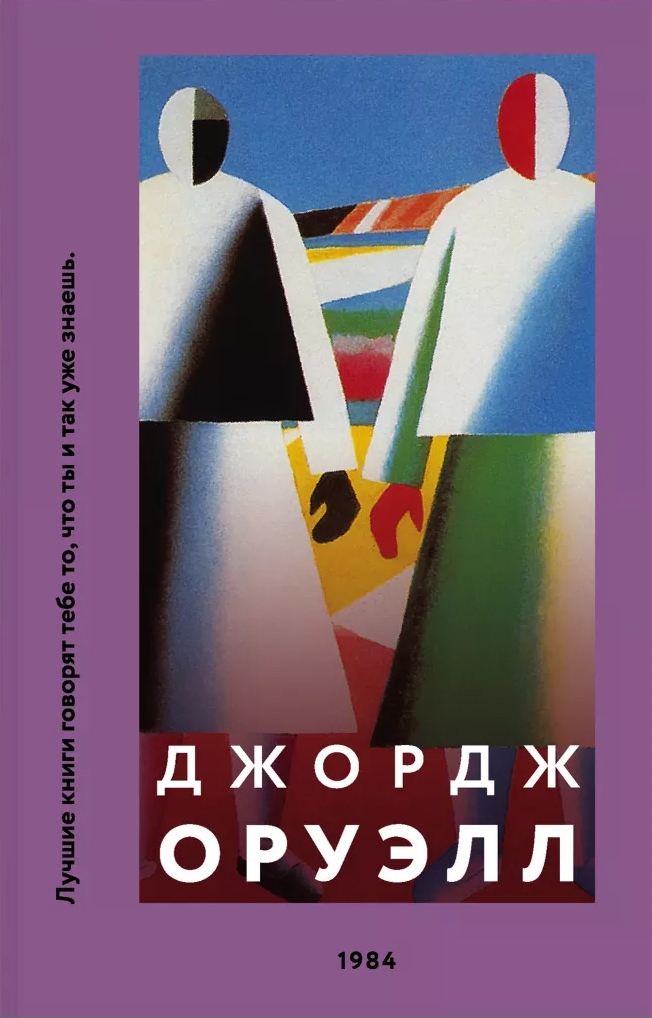 Лучшие книги говорят тебе то, что ты и так уже знаешь.
ДЖОРДЖ
ОРУЭЛЛ
1984